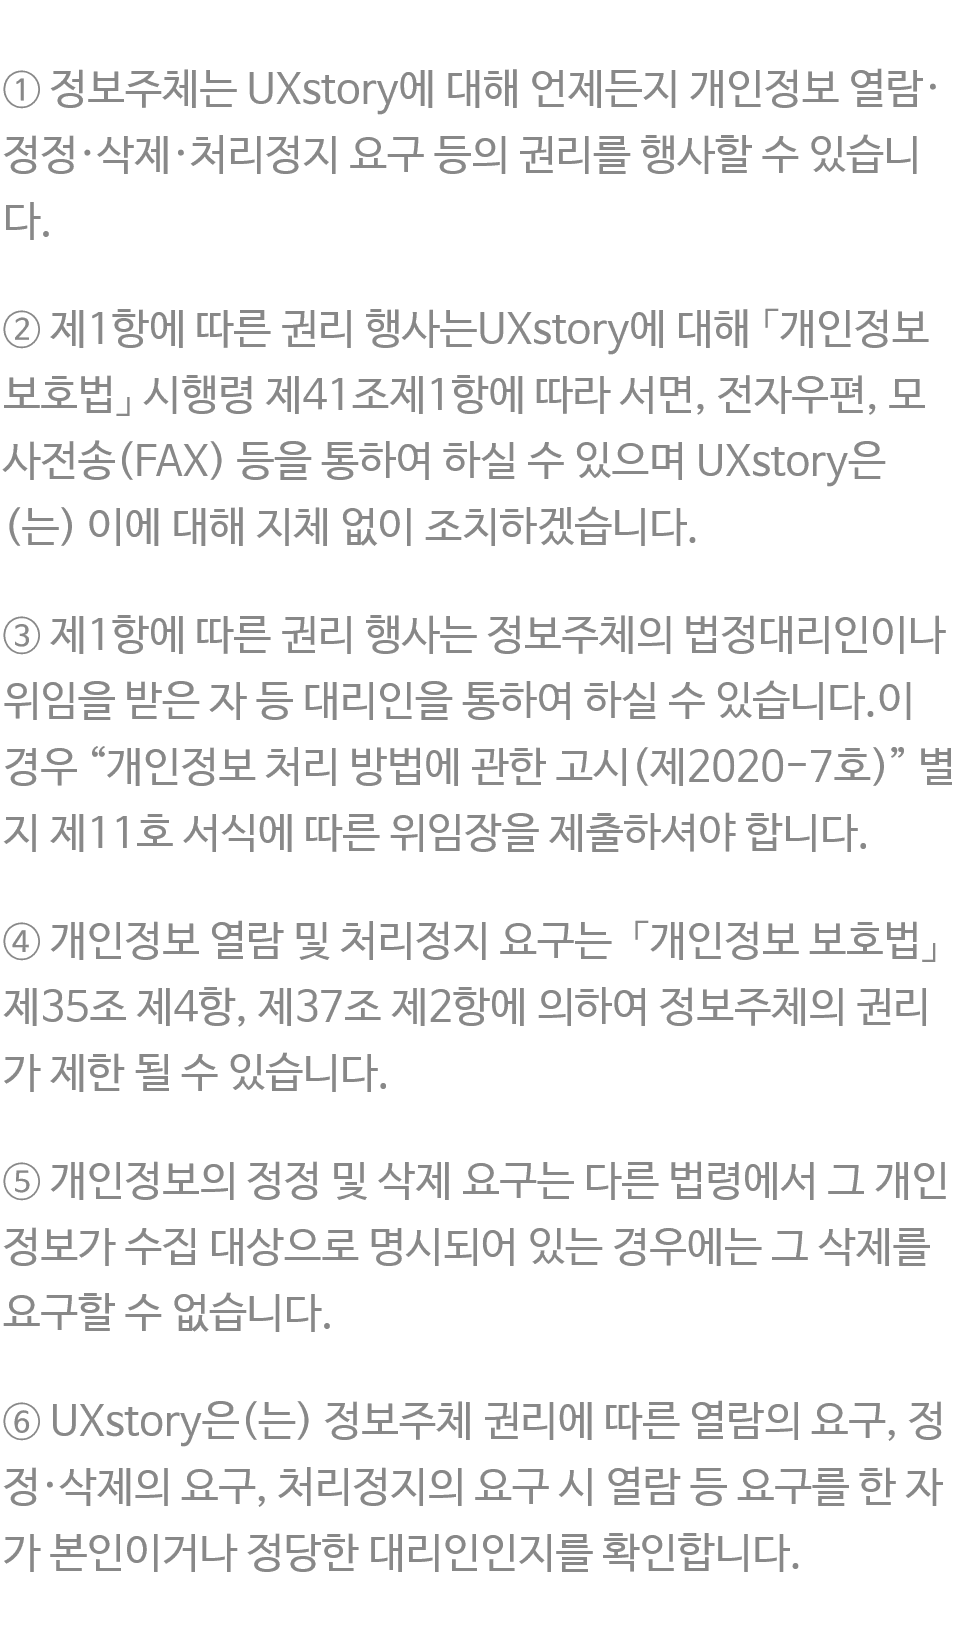 ① 정보주체는 UXstory에 대해 언제든지 개인정보 열람·
정정·삭제·처리정지 요구 등의 권리를 행사할 수 있습니
다.
② 제1항에 따른 권리 행사는UXstory에 대해 「개인정보
보호법」 시행령 제41조제1항에 따라 서면, 전자우편, 모
사전송(FAX) 등을 통하여 하실 수 있으며 UXstory은
(는) 이에 대해 지체 없이 조치하겠습니다.
③ 제1항에 따른 권리 행사는 정보주체의 법정대리인이나
위임을 받은 자 등 대리인을 통하여 하실 수 있습니다.이
경우 “개인정보 처리 방법에 관한 고시(제2020-7호)” 별
지 제11호 서식에 따른 위임장을 제출하셔야 합니다.
④ 개인정보 열람 및 처리정지 요구는 「개인정보 보호법」
제35조 제4항, 제37조 제2항에 의하여 정보주체의 권리
가 제한 될 수 있습니다.
⑤ 개인정보의 정정 및 삭제 요구는 다른 법령에서 그 개인
정보가 수집 대상으로 명시되어 있는 경우에는 그 삭제를
요구할 수 없습니다.
⑥ UXstory은(는) 정보주체 권리에 따른 열람의 요구, 정
정·삭제의 요구, 처리정지의 요구 시 열람 등 요구를 한 자
가 본인이거나 정당한 대리인인지를 확인합니다.